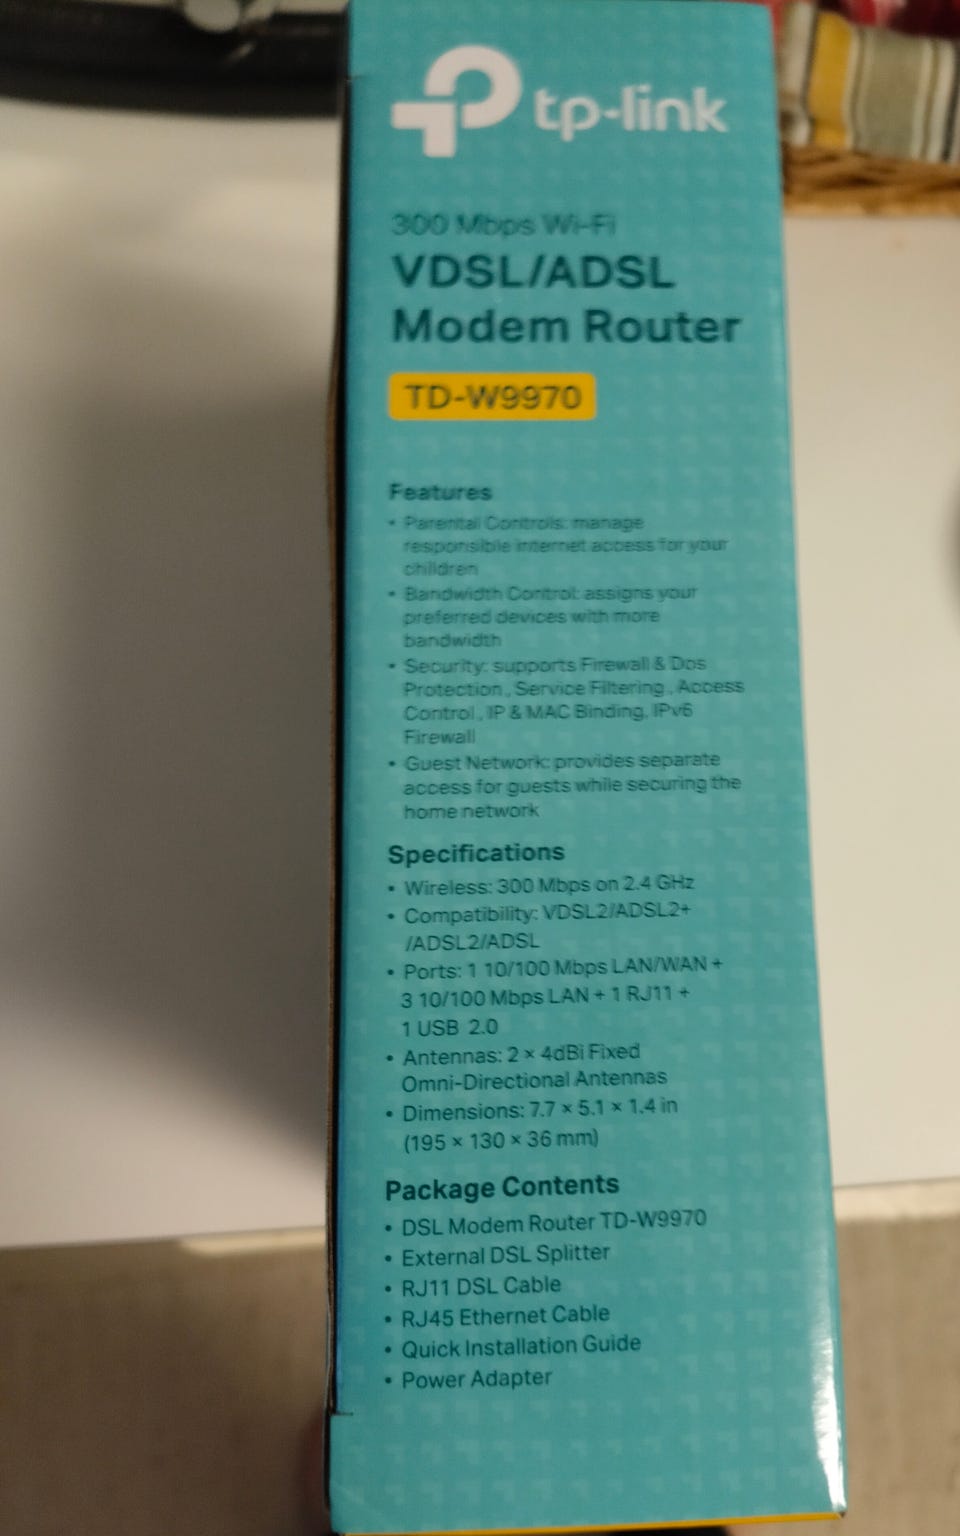 tp-link
300 Mbps Wi-Fi
VDSL/ADSL
Modem Router
TD-W9970
Features
• Parental Controls: manage
responsible internet access for your
children
• Bandwidth Control: assigns your
preferred devices with more
bandwidth
• Security: supports Firewall & Dos
Protection , Service Filtering , Access
Control , IP & MAC Binding, IPv6
Firewall
• Guest Network: provides separate
access for guests while securing the
home network
Specifications
• Wireless: 300 Mbps on 2.4 GHz
• Compatibility: VDSL2/ADSL2+
/ADSL2/ADSL
• Ports: 1 10/100 Mbps LAN/WAN +
3 10/100 Mbps LAN + 1 RJ11 +
1 USB 2.0
• Antennas: 2 × 4dBi Fixed
Omni-Directional Antennas
• Dimensions: 7.7 × 5.1 × 1.4 in
(195 × 130 × 36 mm)
Package Contents
• DSL Modem Router TD-W9970
• External DSL Splitter
• RJ11 DSL Cable
• RJ45 Ethernet Cable
• Quick Installation Guide
• Power Adapter